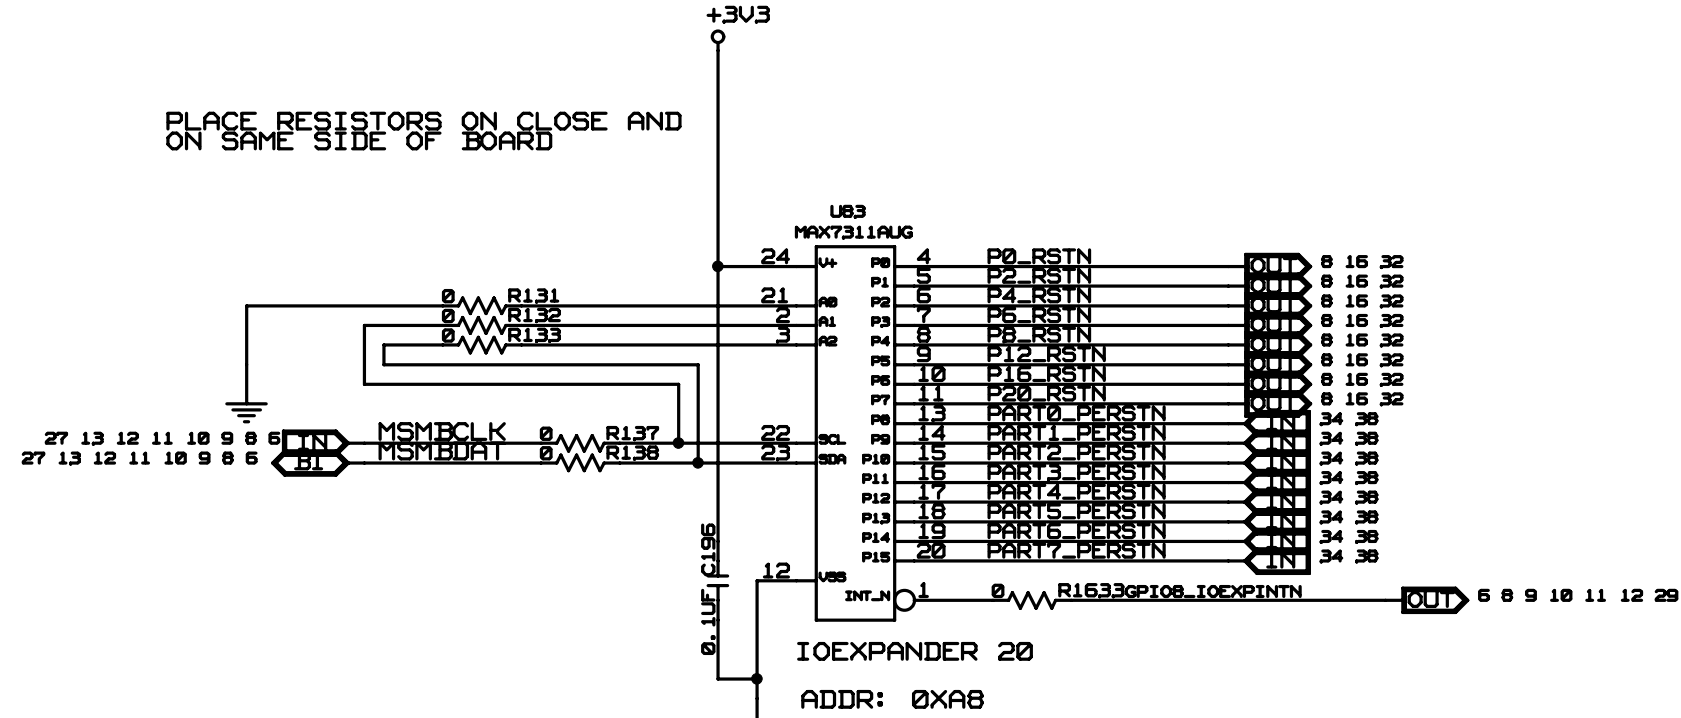 +3V3
PLACE RESISTORS ON CLOSE AND
ON SAME SIDE OF BOARD
U83
MAX7311AUG
24 V+ P0 4 P0_RSTN OUT 8 16 32
P1 5 P2_RSTN OUT 8 16 32
0 R131 21 A0 P2 6 P4_RSTN OUT 8 16 32
0 R132 2 A1 P3 7 P6_RSTN OUT 8 16 32
0 R133 3 A2 P4 8 P8_RSTN OUT 8 16 32
P5 9 P12_RSTN OUT 8 16 32
P6 10 P16_RSTN OUT 8 16 32
P7 11 P20_RSTN OUT 8 16 32
P8 13 PART0_PERSTN IN 34 38
27 13 12 11 10 9 8 6 IN MSMBCLK 0 R137 22 SCL P9 14 PART1_PERSTN IN 34 38
27 13 12 11 10 9 8 6 BI MSMBDAT 0 R138 23 SDA P10 15 PART2_PERSTN IN 34 38
P11 16 PART3_PERSTN IN 34 38
P12 17 PART4_PERSTN IN 34 38
P13 18 PART5_PERSTN IN 34 38
P14 19 PART6_PERSTN IN 34 38
P15 20 PART7_PERSTN IN 34 38
C196
0.1UF
12 VSS
INT_N 1 0 R1633 GPIO8_IOEXPINTN OUT 6 8 9 10 11 12 29
IOEXPANDER 20
ADDR: 0XA8